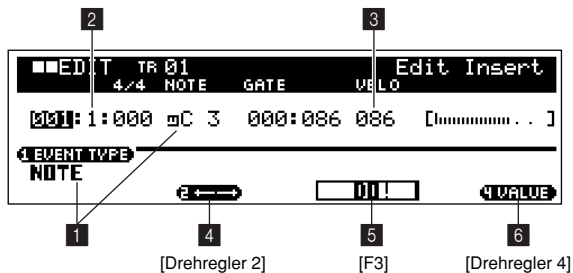 2 3
■■EDIT TR 01 Edit Insert
4/4 NOTE GATE VELO
001:1:000 C 3 000:086 086
1 EVENT TYPE
NOTE
2 ←→ DO! 4 VALUE
1 4 5 6
[Drehregler 2] [F3] [Drehregler 4]